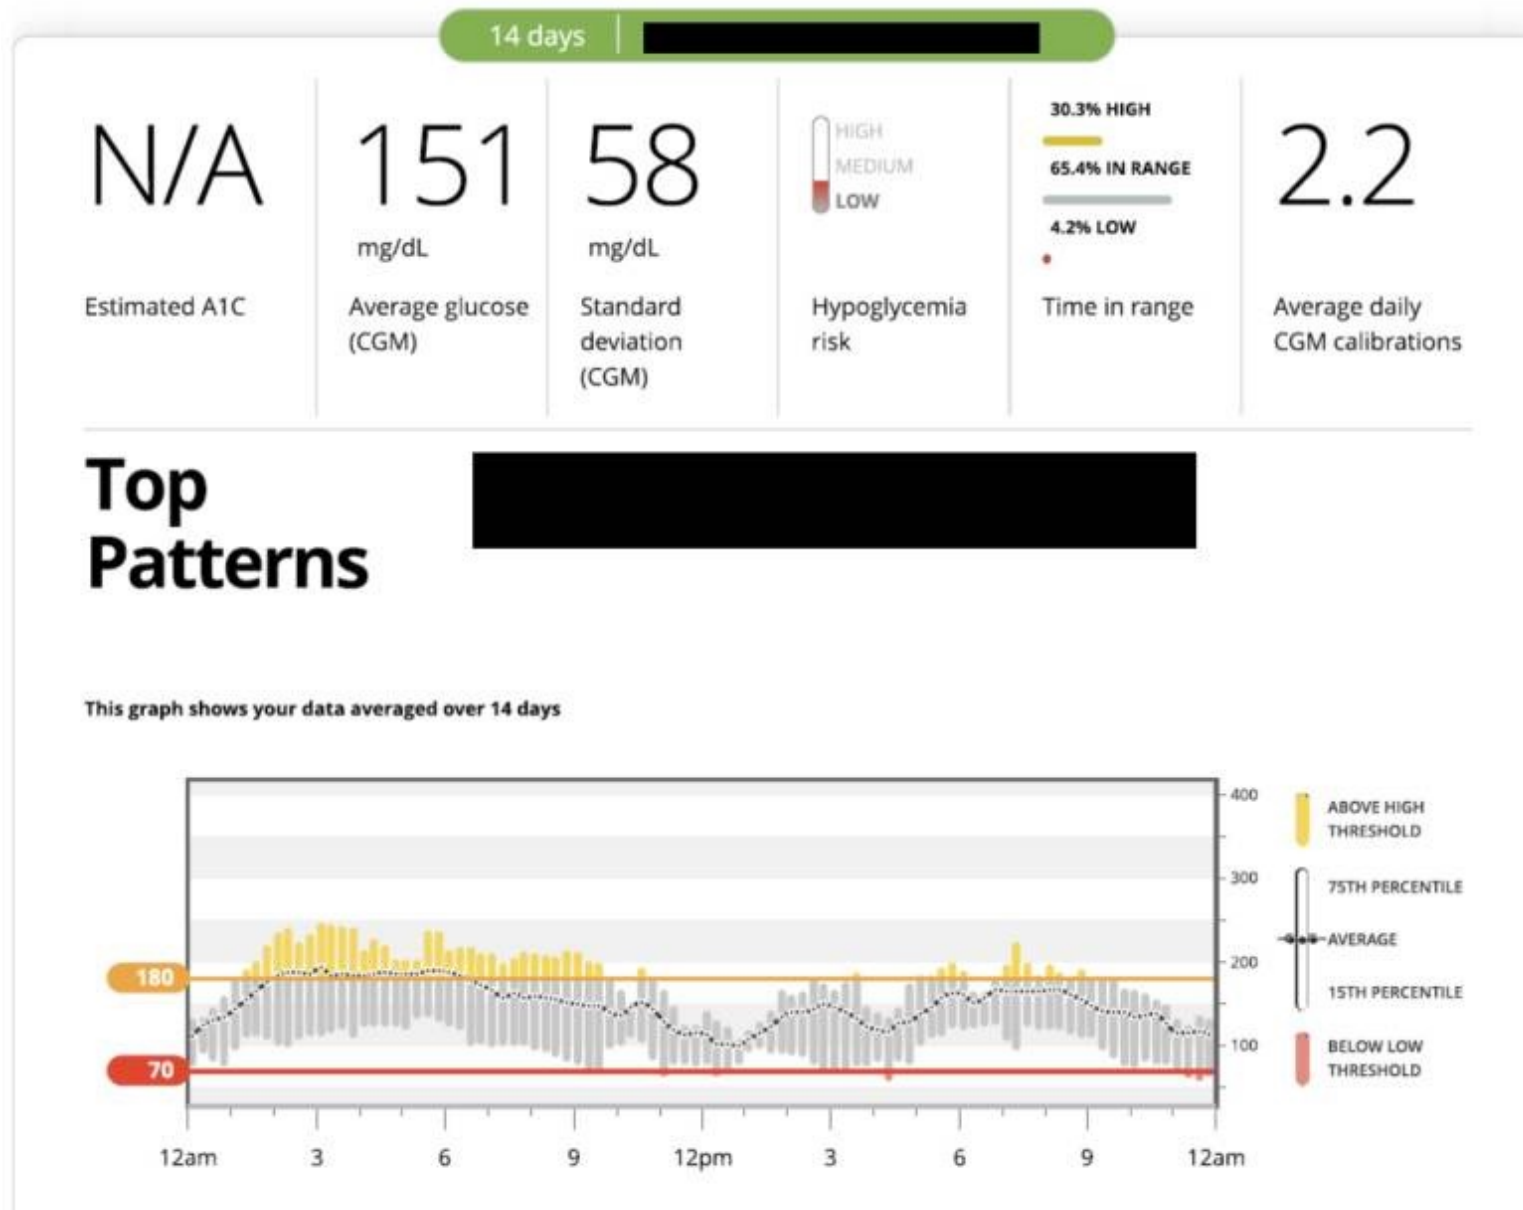 14 days
N/A
Estimated A1C
151
mg/dL
Average glucose
(CGM)
58
mg/dL
Standard
deviation
(CGM)
HIGH
MEDIUM
LOW
Hypoglycemia
risk
30.3% HIGH
65.4% IN RANGE
4.2% LOW
Time in range
2.2
Average daily
CGM calibrations
Top
Patterns
This graph shows your data averaged over 14 days
400
300
200
100
180
70
12am 3 6 9 12pm 3 6 9 12am
ABOVE HIGH
THRESHOLD
75TH PERCENTILE
AVERAGE
15TH PERCENTILE
BELOW LOW
THRESHOLD